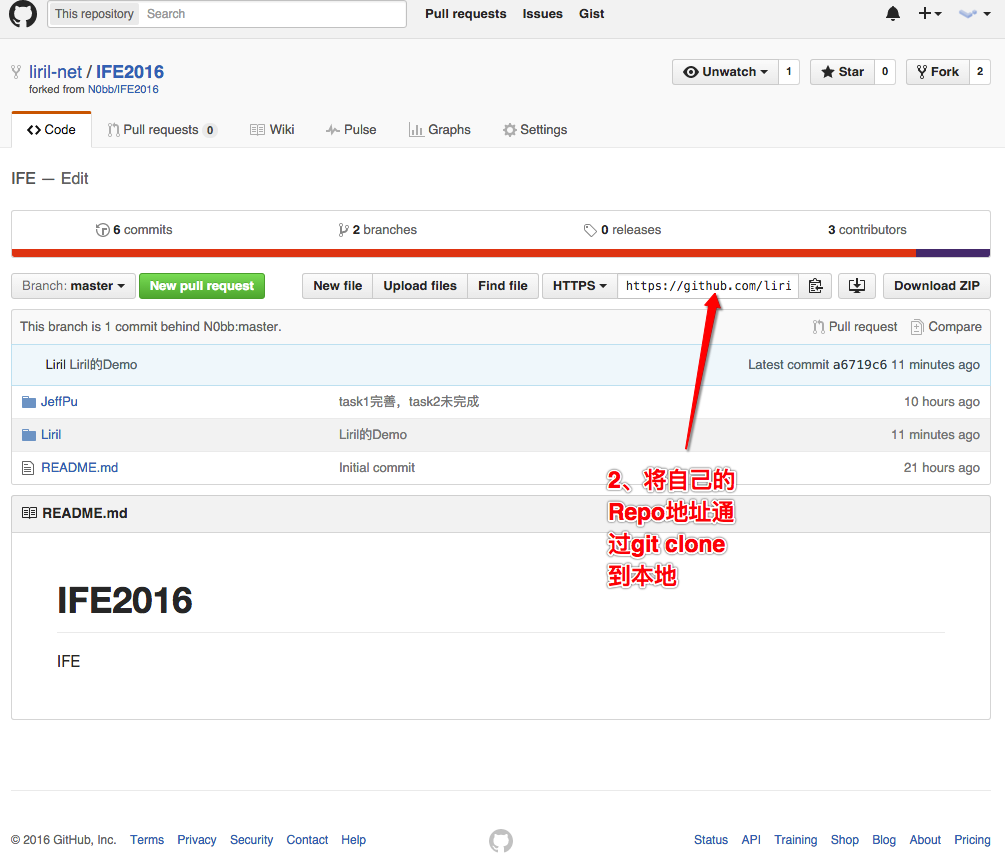 This repository Search Pull requests Issues Gist
liril-net / IFE2016 Unwatch 1 Star 0 Fork 2
forked from N0bb/IFE2016
Code Pull requests 0 Wiki Pulse Graphs Settings
IFE — Edit
6 commits 2 branches 0 releases 3 contributors
Branch: master New pull request New file Upload files Find file HTTPS https://github.com/liri Download ZIP
This branch is 1 commit behind N0bb:master. Pull request Compare
Liril Liril的Demo Latest commit a6719c6 11 minutes ago
JeffPu task1完善，task2未完成 10 hours ago
Liril Liril的Demo 11 minutes ago
README.md Initial commit 21 hours ago
2、将自己的
Repo地址通
过git clone
到本地
README.md
IFE2016
IFE
© 2016 GitHub, Inc. Terms Privacy Security Contact Help Status API Training Shop Blog About Pricing